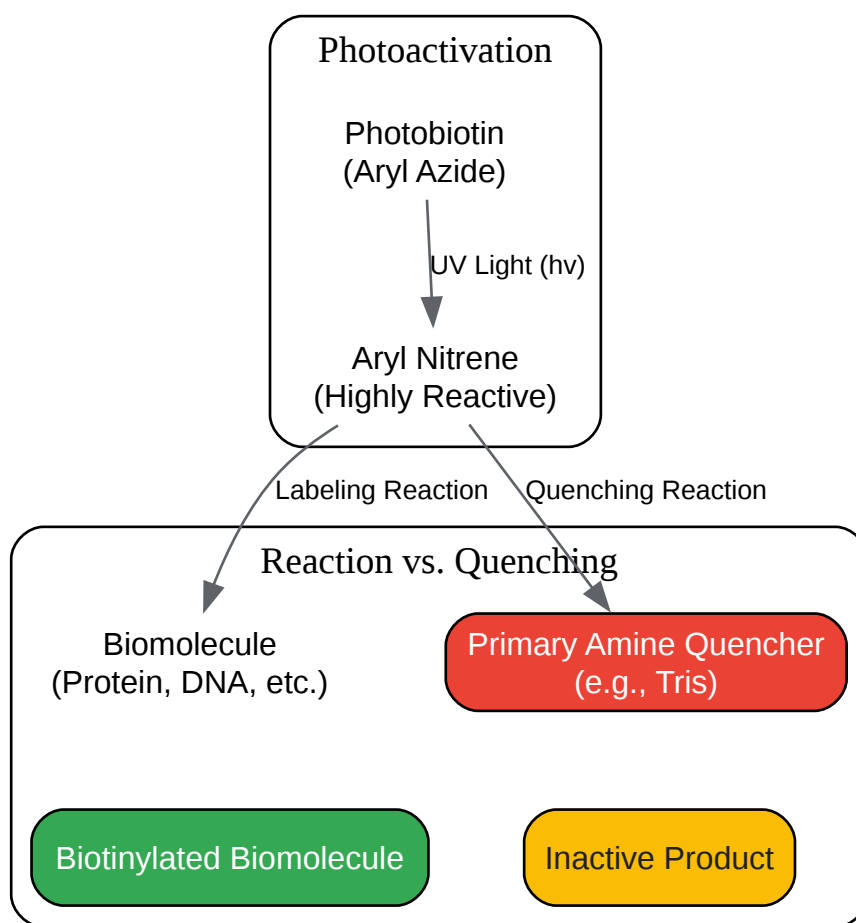 Photoactivation
Photobiotin
(Aryl Azide)
UV Light (hv)
Aryl Nitrene
(Highly Reactive)
Labeling Reaction
Quenching Reaction
Reaction vs. Quenching
Biomolecule
(Protein, DNA, etc.)
Primary Amine Quencher
(e.g., Tris)
Biotinylated Biomolecule
Inactive Product